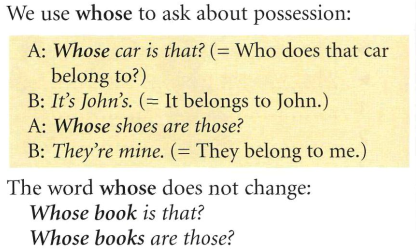 We use whose to ask about possession:
A: Whose car is that? (= Who does that car
belong to?)
B: It's John's. (= It belongs to John.)
A: Whose shoes are those?
B: They're mine. (= They belong to me.)
The word whose does not change:
Whose book is that?
Whose books are those?